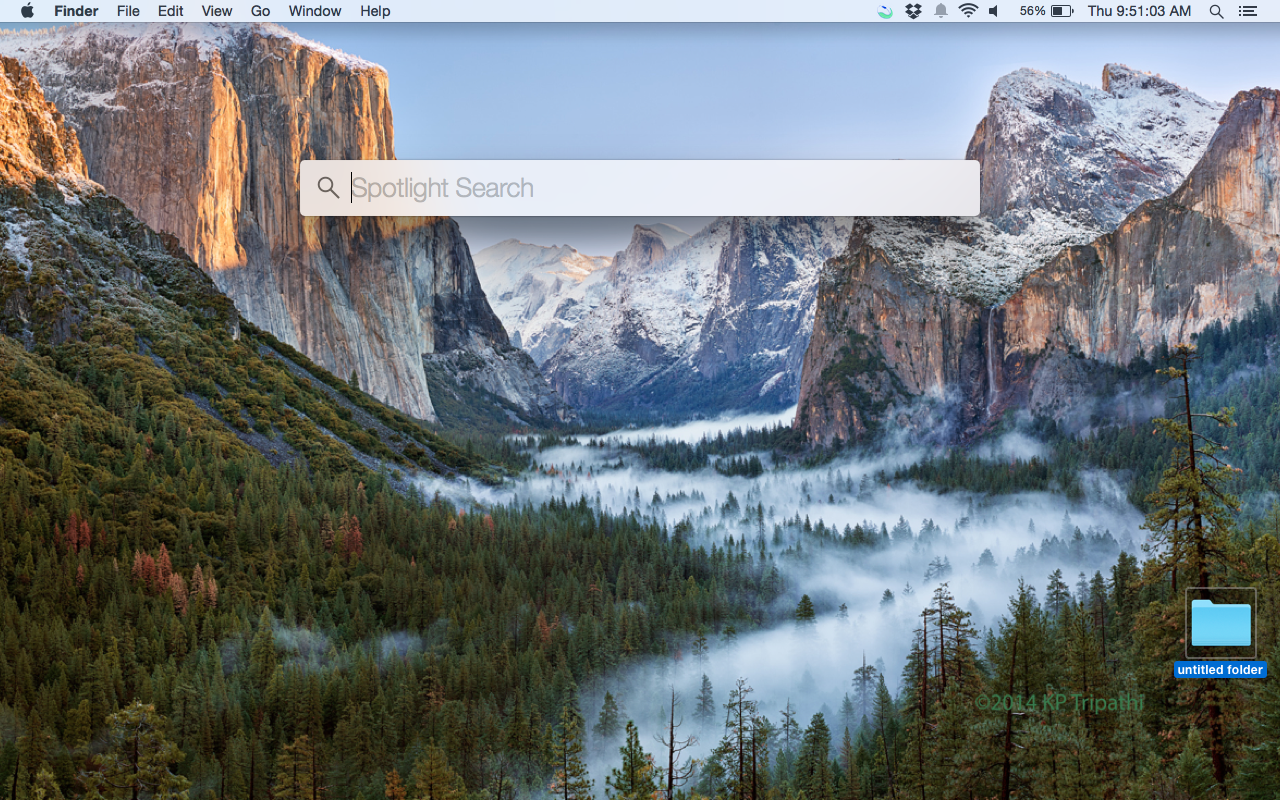 Finder File Edit View Go Window Help 56% Thu 9:51:03 AM
Spotlight Search
untitled folder
©2014 KP Tripathi